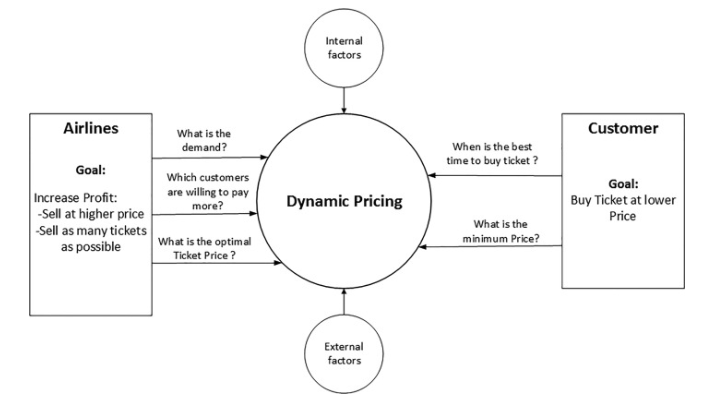 Internal
factors
Airlines
Goal:
Increase Profit:
-Sell at higher price
-Sell as many tickets
as possible
What is the
demand?
Which customers
are willing to pay
more?
What is the optimal
Ticket Price ?
Dynamic Pricing
When is the best
time to buy ticket ?
What is the
minimum Price?
Customer
Goal:
Buy Ticket at lower
Price
External
factors